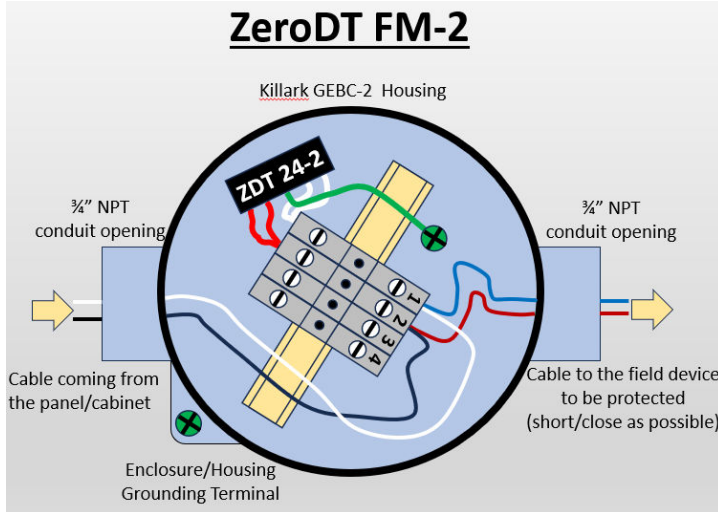 ZeroDT FM-2
Killark GEBC-2 Housing
ZDT 24-2
¾” NPT
conduit opening
¾” NPT
conduit opening
1
2
3
4
Cable coming from
the panel/cabinet
Cable to the field device
to be protected
(short/close as possible)
Enclosure/Housing
Grounding Terminal